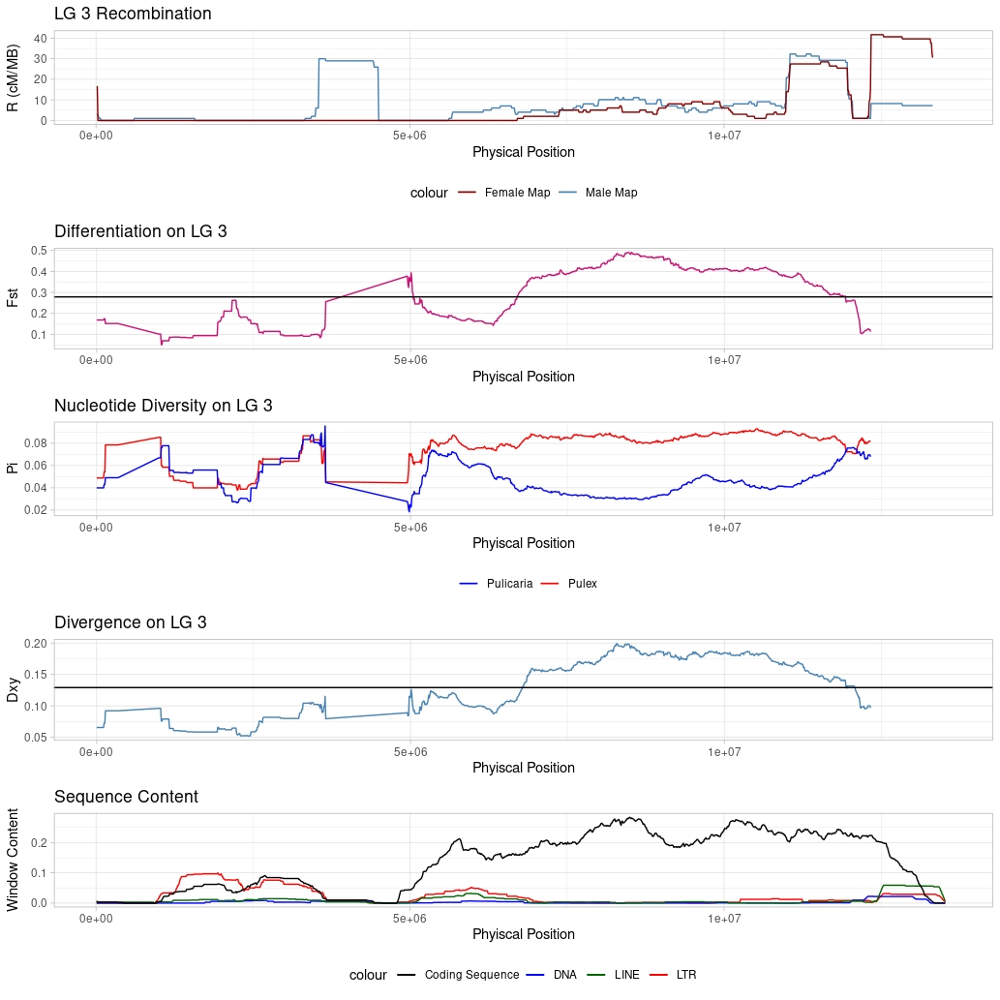 LG 3 Recombination
R (cM/MB)
40
30
20
10
0
0e+00 5e+06 1e+07
Physical Position
colour Female Map Male Map
Differentiation on LG 3
Fst
0.5
0.4
0.3
0.2
0.1
0e+00 5e+06 1e+07
Phyiscal Position
Nucleotide Diversity on LG 3
Pi
0.08
0.06
0.04
0.02
0e+00 5e+06 1e+07
Phyiscal Position
Pulicaria Pulex
Divergence on LG 3
Dxy
0.20
0.15
0.10
0.05
0e+00 5e+06 1e+07
Phyiscal Position
Sequence Content
Window Content
0.2
0.1
0.0
0e+00 5e+06 1e+07
Phyiscal Position
colour Coding Sequence DNA LINE LTR